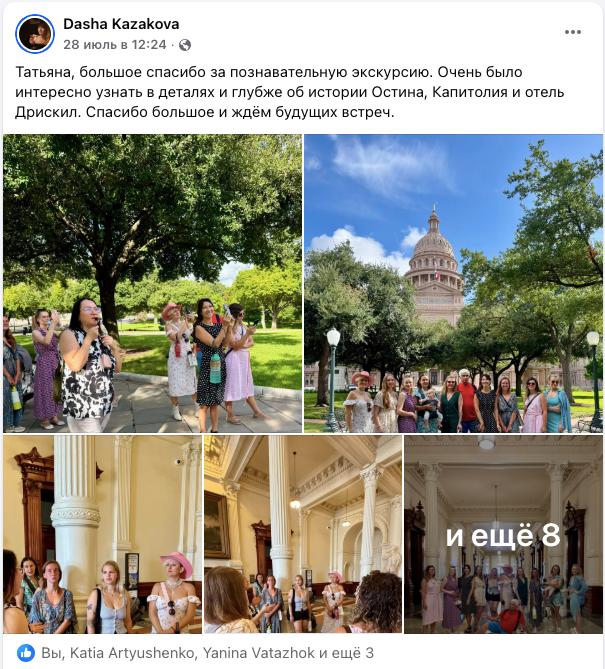 Dasha Kazakova
28 июль в 12:24 ·
Татьяна, большое спасибо за познавательную экскурсию. Очень было
интересно узнать в деталях и глубже об истории Остина, Капитолия и отель
Дрискил. Спасибо большое и ждём будущих встреч.
и ещё 8
Вы, Katia Artyushenko, Yanina Vatazhok и ещё 3